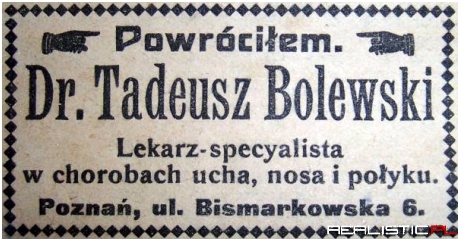 Powróciłem.
Dr. Tadeusz Bolewski
Lekarz-specyalista
w chorobach ucha, nosa i połyku.
Poznań, ul. Bismarkowska 6.
REALISTIC.PL